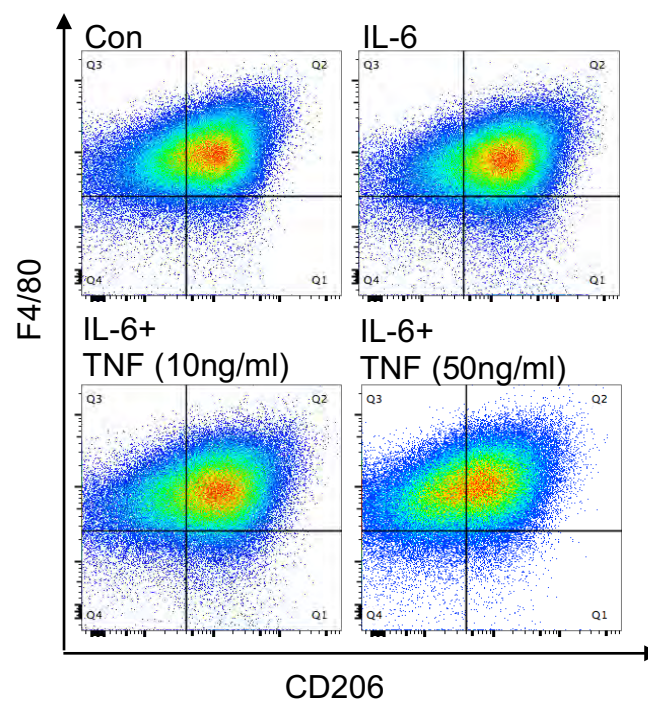 Con
IL-6
Q3
Q2
Q3
Q2
Q4
Q1
Q4
Q1
F4/80
IL-6+
TNF (10ng/ml)
IL-6+
TNF (50ng/ml)
Q3
Q2
Q3
Q2
Q4
Q1
Q4
Q1
CD206